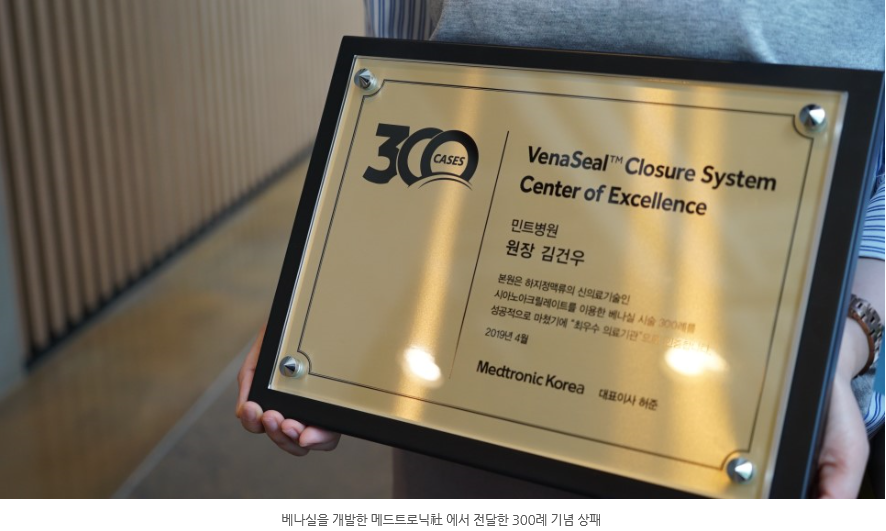 300
CASES
VenaSeal™ Closure System
Center of Excellence
민트병원
원장 김건우
본원은 하지정맥류의 신의료기술인
시아노아크릴레이트를 이용한 베나실 시술 300례를
성공적으로 마쳤기에 "최우수 의료기관"
2019년 4월
Medtronic Korea 대표이사 허준
베나실을 개발한 메드트로닉社 에서 전달한 300례 기념 상패